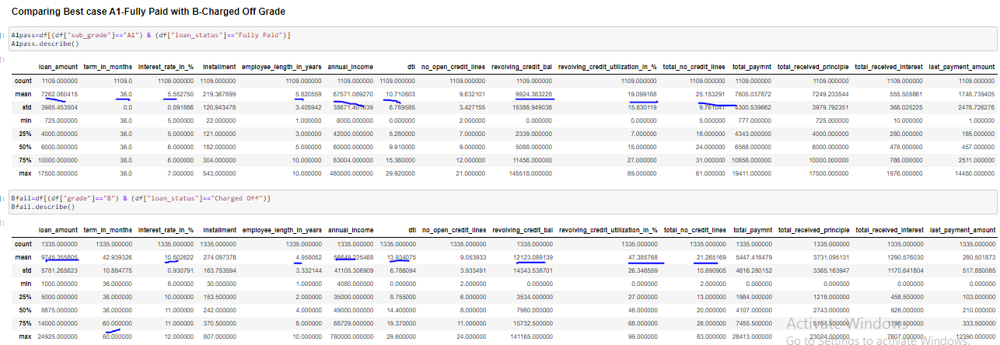 Comparing Best case A1-Fully Paid with B-Charged Off Grade
]: A1pass=df[(df["sub_grade"]=="A1") & (df["loan_status"]=="Fully Paid")]
A1pass.describe()
]:
loan_amount term_in_months interest_rate_in_% installment employee_length_in_years annual_income dti no_open_credit_lines revolving_credit_bal revolving_credit_utilization_in_% total_no_credit_lines total_paymnt total_received_principle total_received_interest last_payment_amount
count 1109.000000 1109.0 1109.000000 1109.000000 1109.000000 1109.000000 1109.000000 1109.000000 1109.000000 1109.000000 1109.000000 1109.000000 1109.000000 1109.000000 1109.000000
mean 7262.060415 36.0 5.552750 219.367899 5.820559 67571.089270 10.710803 9.632101 9924.383228 19.099188 25.153291 7805.037872 7249.233544 555.505861 1748.739405
std 3985.453504 0.0 0.591886 120.943478 3.405942 38671.401039 6.789585 3.427155 15388.949038 15.630119 9.761041 4300.539662 3979.792351 368.025225 2478.726276
min 725.000000 36.0 5.000000 22.000000 1.000000 6000.000000 0.000000 2.000000 0.000000 0.000000 5.000000 777.000000 725.000000 10.000000 1.000000
25% 4000.000000 36.0 5.000000 121.000000 3.000000 42000.000000 5.280000 7.000000 2339.000000 7.000000 18.000000 4343.000000 4000.000000 280.000000 185.000000
50% 6000.000000 36.0 6.000000 182.000000 5.000000 60000.000000 9.910000 9.000000 5088.000000 15.000000 24.000000 6568.000000 6000.000000 478.000000 457.000000
75% 10000.000000 36.0 6.000000 304.000000 10.000000 83004.000000 15.360000 12.000000 11456.000000 27.000000 31.000000 10858.000000 10000.000000 786.000000 2511.000000
max 17500.000000 36.0 7.000000 543.000000 10.000000 480000.000000 29.920000 21.000000 145518.000000 89.000000 61.000000 19411.000000 17500.000000 1976.000000 14450.000000
]: Bfail=df[(df["grade"]=="B") & (df["loan_status"]=="Charged Off")]
Bfail.describe()
]:
loan_amount term_in_months interest_rate_in_% installment employee_length_in_years annual_income dti no_open_credit_lines revolving_credit_bal revolving_credit_utilization_in_% total_no_credit_lines total_paymnt total_received_principle total_received_interest last_payment_amount
count 1335.000000 1335.000000 1335.000000 1335.000000 1335.000000 1335.000000 1335.000000 1335.000000 1335.000000 1335.000000 1335.000000 1335.000000 1335.000000 1335.000000 1335.000000
mean 9745.355805 42.939326 10.502622 274.097378 4.958052 56649.225468 13.934075 9.053933 12123.089139 47.385768 21.265169 5447.416479 3731.095131 1290.576030 280.501873
std 5781.265623 10.884775 0.930791 163.753594 3.332144 41105.306909 6.786094 3.933491 14343.538701 26.346559 10.690905 4616.280152 3365.163947 1170.641804 517.850085
min 1000.000000 36.000000 8.000000 30.000000 1.000000 4080.000000 0.000000 2.000000 0.000000 0.000000 2.000000 0.000000 0.000000 0.000000 0.000000
25% 5000.000000 36.000000 10.000000 153.500000 2.000000 35000.000000 8.755000 6.000000 3534.000000 27.000000 13.000000 1984.000000 1218.000000 458.500000 103.000000
50% 8875.000000 36.000000 11.000000 242.000000 4.000000 49000.000000 14.400000 8.000000 7980.000000 48.000000 20.000000 4107.000000 2743.000000 928.000000 210.000000
75% 14000.000000 60.000000 11.000000 370.500000 8.000000 68729.000000 19.370000 11.000000 15732.500000 68.000000 28.000000 7455.500000 5164.500000 1796.500000 333.500000
max 24925.000000 60.000000 12.000000 807.000000 10.000000 780000.000000 29.600000 24.000000 141165.000000 99.000000 63.000000 28413.000000 23024.000000 7607.000000 12390.000000
Activate Windows
Go to Settings to activate Windows.